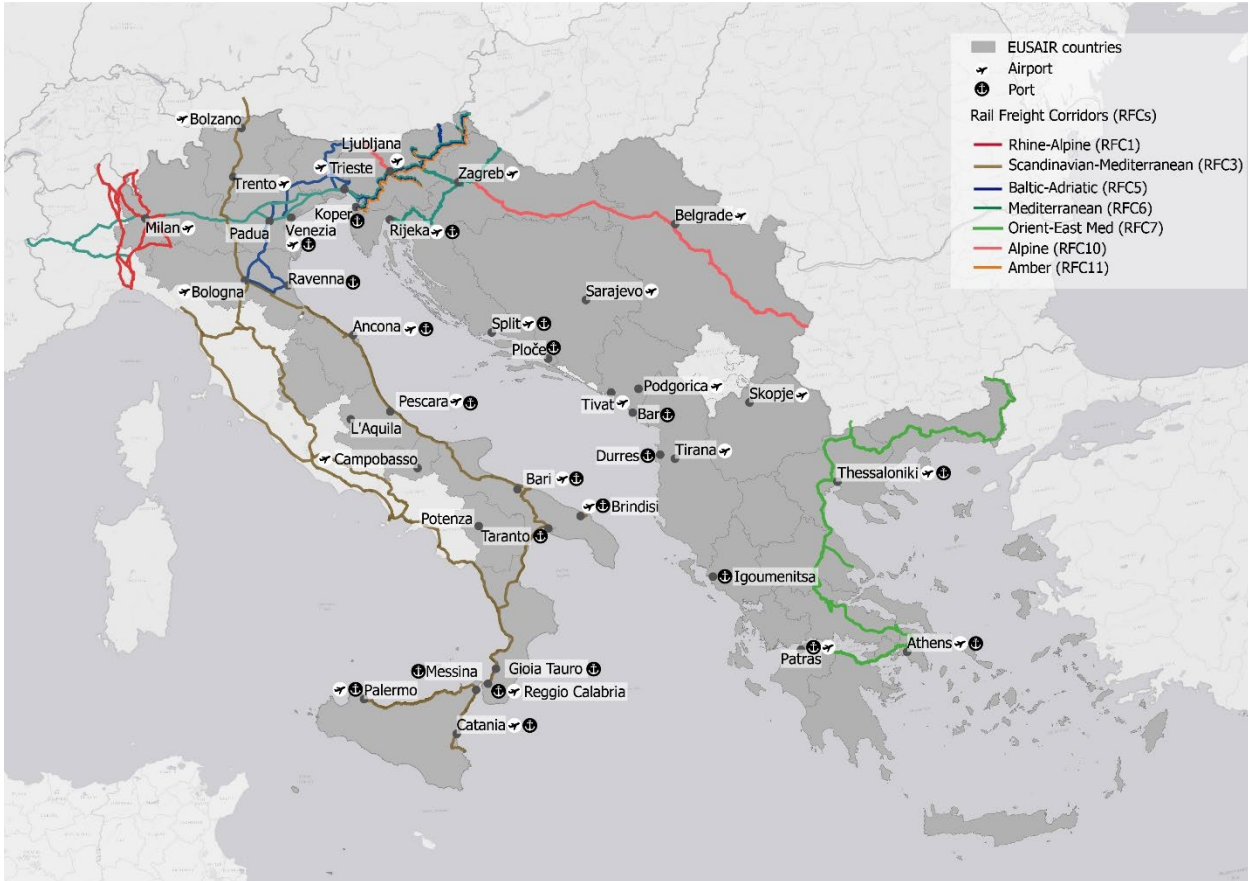 EUSAIR countries
Airport
Port
Rail Freight Corridors (RFCs)
Rhine-Alpine (RFC1)
Scandinavian-Mediterranean (RFC3)
Baltic-Adriatic (RFC5)
Mediterranean (RFC6)
Orient-East Med (RFC7)
Alpine (RFC10)
Amber (RFC11)
Bolzano
Ljubljana
Trieste
Trento
Zagreb
Koper
Milan
Padua
Venezia
Rijeka
Belgrade
Ravenna
Bologna
Sarajevo
Ancona
Split
Ploče
Podgorica
Skopje
Tivat
Pescara
Bar
L'Aquila
Durres
Tirana
Campobasso
Thessaloniki
Bari
Brindisi
Potenza
Taranto
Igoumenitsa
Athens
Patras
Messina
Gioia Tauro
Palermo
Reggio Calabria
Catania